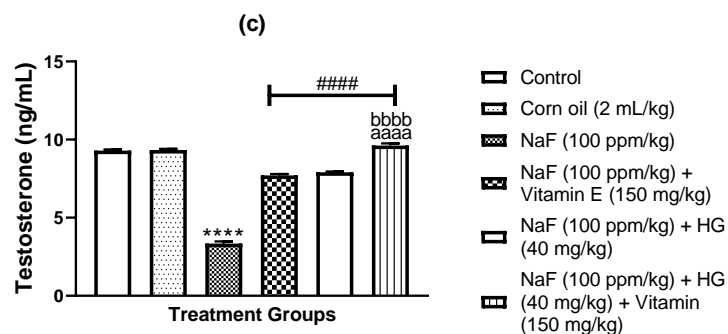 (c)
Testosterone (ng/mL)
15
10
5
0
****
####
bbbb
aaaa
Treatment Groups
Control
Corn oil (2 mL/kg)
NaF (100 ppm/kg)
NaF (100 ppm/kg) +
Vitamin E (150 mg/kg)
NaF (100 ppm/kg) + HG
(40 mg/kg)
NaF (100 ppm/kg) + HG
(40 mg/kg) + Vitamin
(150 mg/kg)